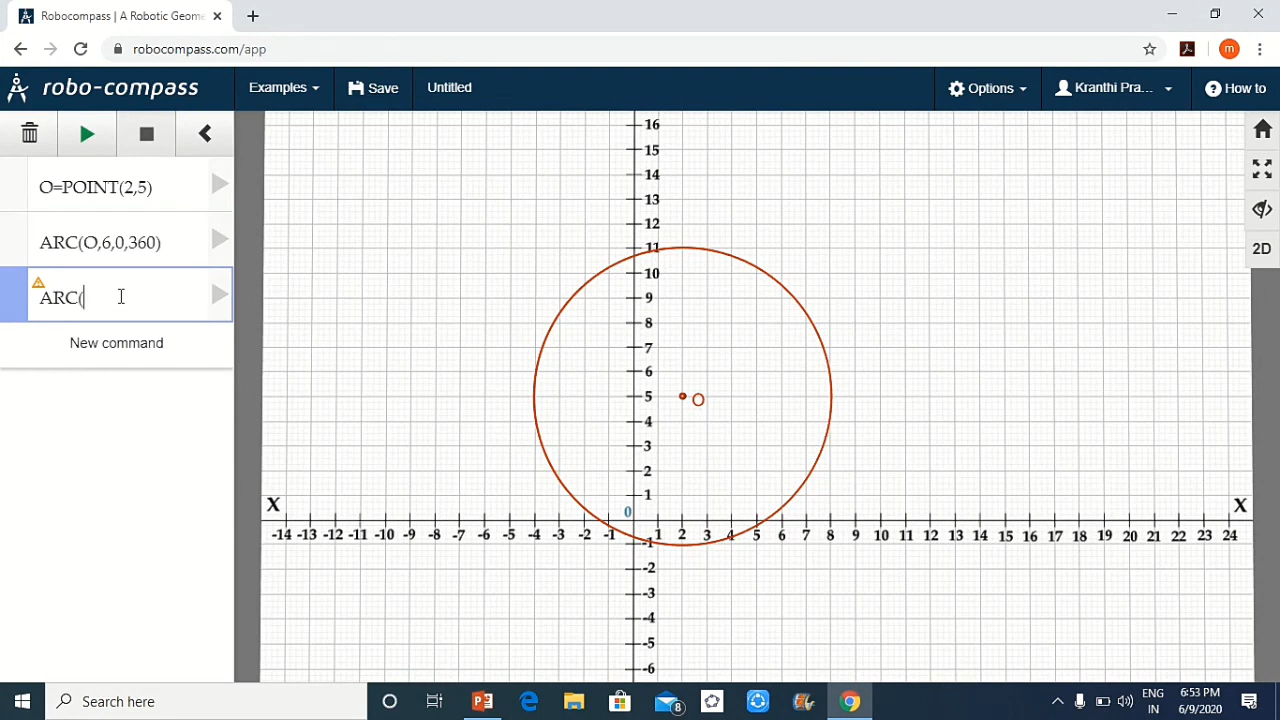 Robocompass | A Robotic Geome
robocompass.com/app
robo-compass
Examples
Save
Untitled
Options
Kranthi Pra...
How to
O=POINT(2,5)
ARC(O,6,0,360)
ARC(
New command
2D
16
15
14
13
12
11
10
9
8
7
6
5
O
4
3
2
1
X
0
X
-14 -13 -12 -11 -10 -9 -8 -7 -6 -5 -4 -3 -2 -1 1 2 3 4 5 6 7 8 9 10 11 12 13 14 15 16 17 18 19 20 21 22 23 24
-1
-2
-3
-4
-5
-6
m
Search here
8
ENG
IN
6:53 PM
6/9/2020